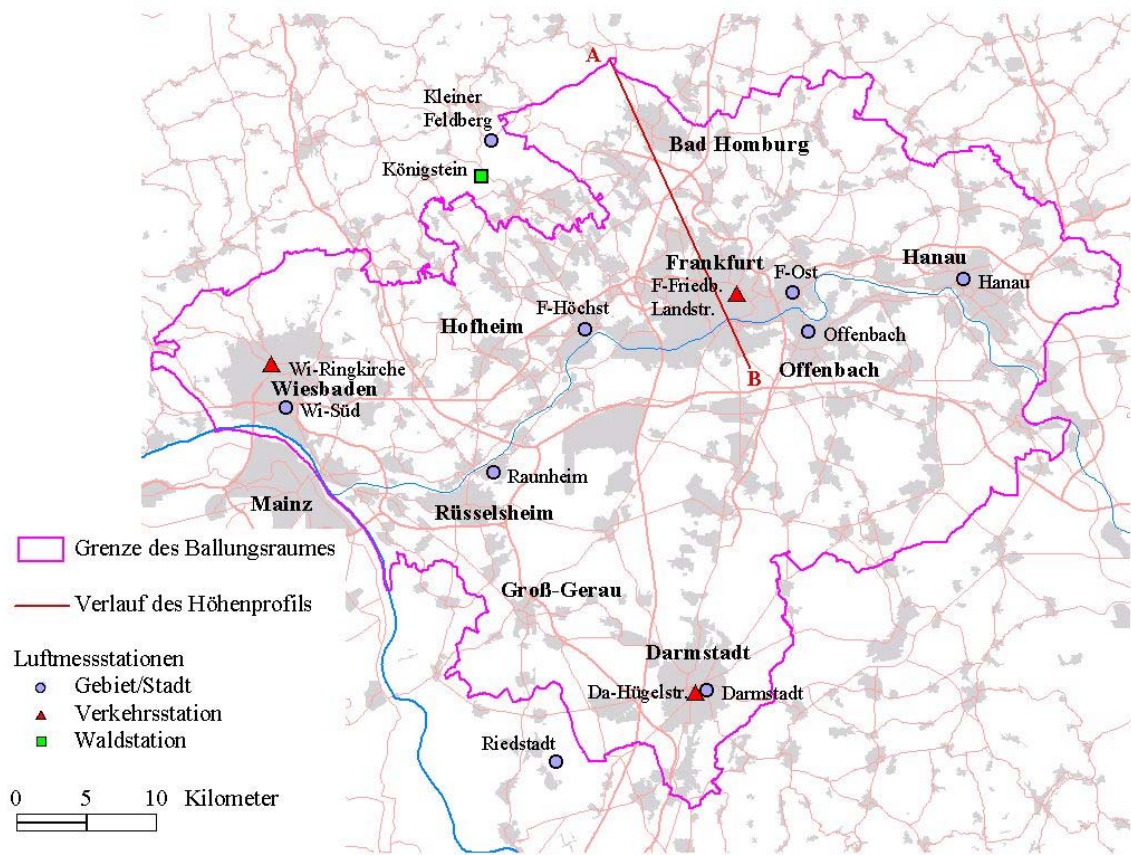 A
Kleiner
Feldberg
Bad Homburg
Königstein
Frankfurt
F-Ost
Hanau
Hanau
F-Friedb.
Landstr.
F-Höchst
Hofheim
Offenbach
Offenbach
B
Wi-Ringkirche
Wiesbaden
Wi-Süd
Raunheim
Mainz
Rüsselsheim
Grenze des Ballungsraumes
Verlauf des Höhenprofils
Groß-Gerau
Luftmessstationen
Gebiet/Stadt
Verkehrsstation
Waldstation
Darmstadt
Da-Hügelstr.
Darmstadt
Riedstadt
0 5 10 Kilometer